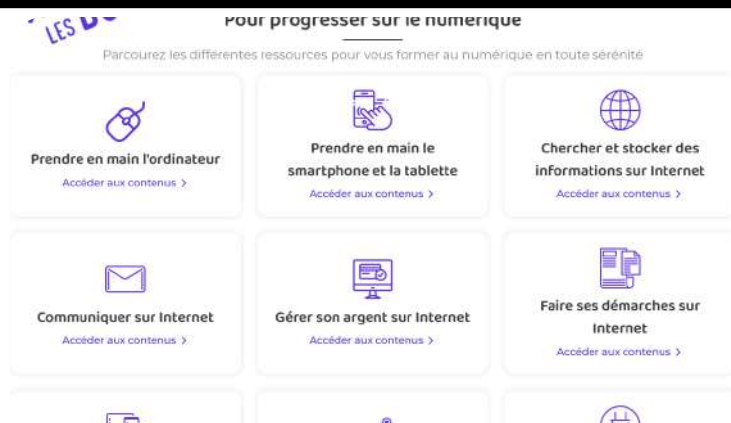 LES
Pour progresser sur le numérique
Parcourez les différentes ressources pour vous former au numérique en toute sérénité
Prendre en main l'ordinateur
Accéder aux contenus >
Prendre en main le
smartphone et la tablette
Accéder aux contenus >
Chercher et stocker des
informations sur Internet
Accéder aux contenus >
Communiquer sur Internet
Accéder aux contenus >
Gérer son argent sur Internet
Accéder aux contenus >
Faire ses démarches sur
Internet
Accéder aux contenus >